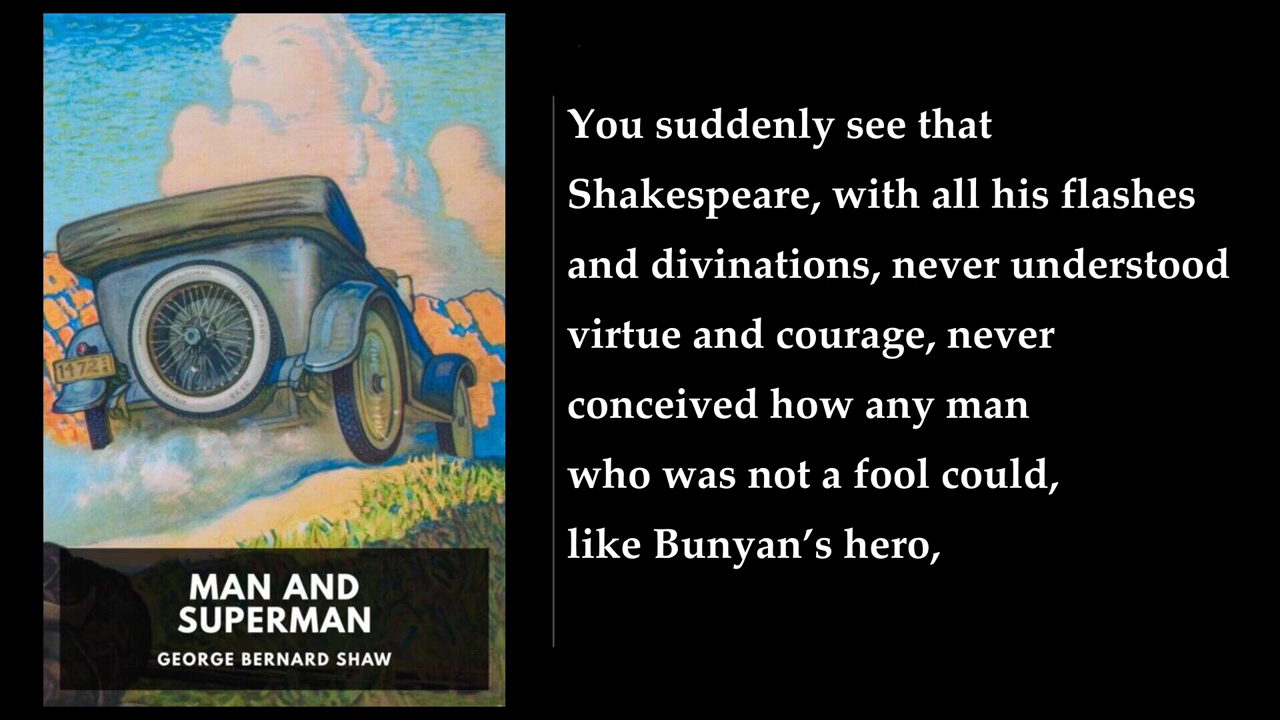 1472
MAN AND
SUPERMAN
GEORGE BERNARD SHAW
You suddenly see that
Shakespeare, with all his flashes
and divinations, never understood
virtue and courage, never
conceived how any man
who was not a fool could,
like Bunyan’s hero,